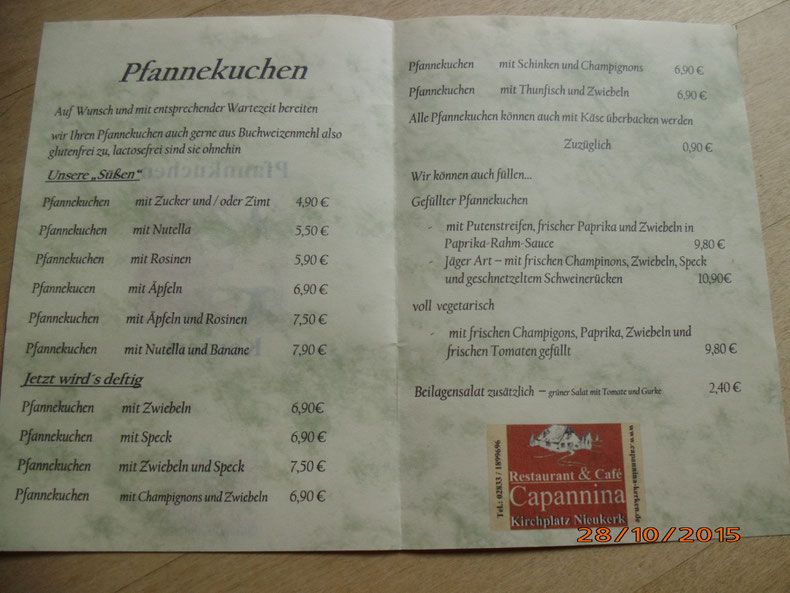 Pfannekuchen
Auf Wunsch und mit entsprechender Wartezeit bereiten
wir Ihren Pfannekuchen auch gerne aus Buchweizenmehl also
glutenfrei zu, lactosefrei sind sie ohnehin
Unsere „Süßen"
Pfannekuchen mit Zucker und / oder Zimt 4,90 €
Pfannekuchen mit Nutella 5,50 €
Pfannekuchen mit Rosinen 5,90 €
Pfannekucen mit Äpfeln 6,90 €
Pfannekuchen mit Äpfeln und Rosinen 7,50 €
Pfannekuchen mit Nutella und Banane 7,90 €
Jetzt wird´s deftig
Pfannekuchen mit Zwiebeln 6,90€
Pfannekuchen mit Speck 6,90 €
Pfannekuchen mit Zwiebeln und Speck 7,50 €
Pfannekuchen mit Champignons und Zwiebeln 6,90 €
Pfannekuchen mit Schinken und Champignons 6,90 €
Pfannekuchen mit Thunfisch und Zwiebeln 6,90 €
Alle Pfannekuchen können auch mit Käse überbacken werden
Zuzüglich 0,90 €
Wir können auch füllen...
Gefüllter Pfannekuchen
- mit Putenstreifen, frischer Paprika und Zwiebeln in
Paprika-Rahm-Sauce 9,80 €
- Jäger Art – mit frischen Champinons, Zwiebeln, Speck
und geschnetzeltem Schweinerücken 10,90€
voll vegetarisch
- mit frischen Champigons, Paprika, Zwiebeln und
frischen Tomaten gefüllt 9,80 €
Beilagensalat zusätzlich – grüner Salat mit Tomate und Gurke 2,40 €
Tel.: 02833 / 1899696
Restaurant & Café
Capannina
Kirchplatz Nieukerk
www.capannina-kerken.de
28/10/2015